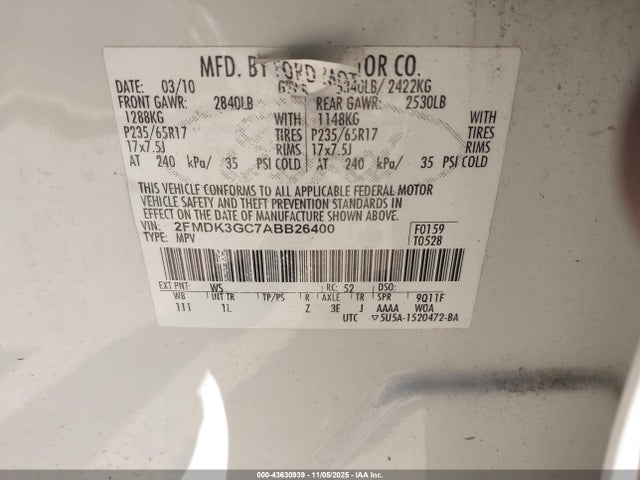 MFD. BY FORD MOTOR CO.
DATE: 03/10 GVWR 5340LB/ 2422KG
FRONT GAWR: 2840LB REAR GAWR: 2530LB
1288KG WITH 1148KG WITH
P235/65R17 TIRES P235/65R17 TIRES
17x7.5J RIMS 17x7.5J RIMS
AT 240 kPa/ 35 PSI COLD AT 240 kPa/ 35 PSI COLD
THIS VEHICLE CONFORMS TO ALL APPLICABLE FEDERAL MOTOR
VEHICLE SAFETY AND THEFT PREVENTION STANDARDS IN
EFFECT ON THE DATE OF MANUFACTURE SHOWN ABOVE.
VIN: 2FMDK3GC7ABB26400 F0159
TYPE: MPV T0528
EXT PNT: WS RC: 52 DSO:
WB INT TR TP/PS R AXLE TR SPR 9Q11F
111 1L Z 3E J AAAA WOA
UTC ▽5U5A-1520472-BA
000-43630939 - 11/05/2025 - IAAI.COM